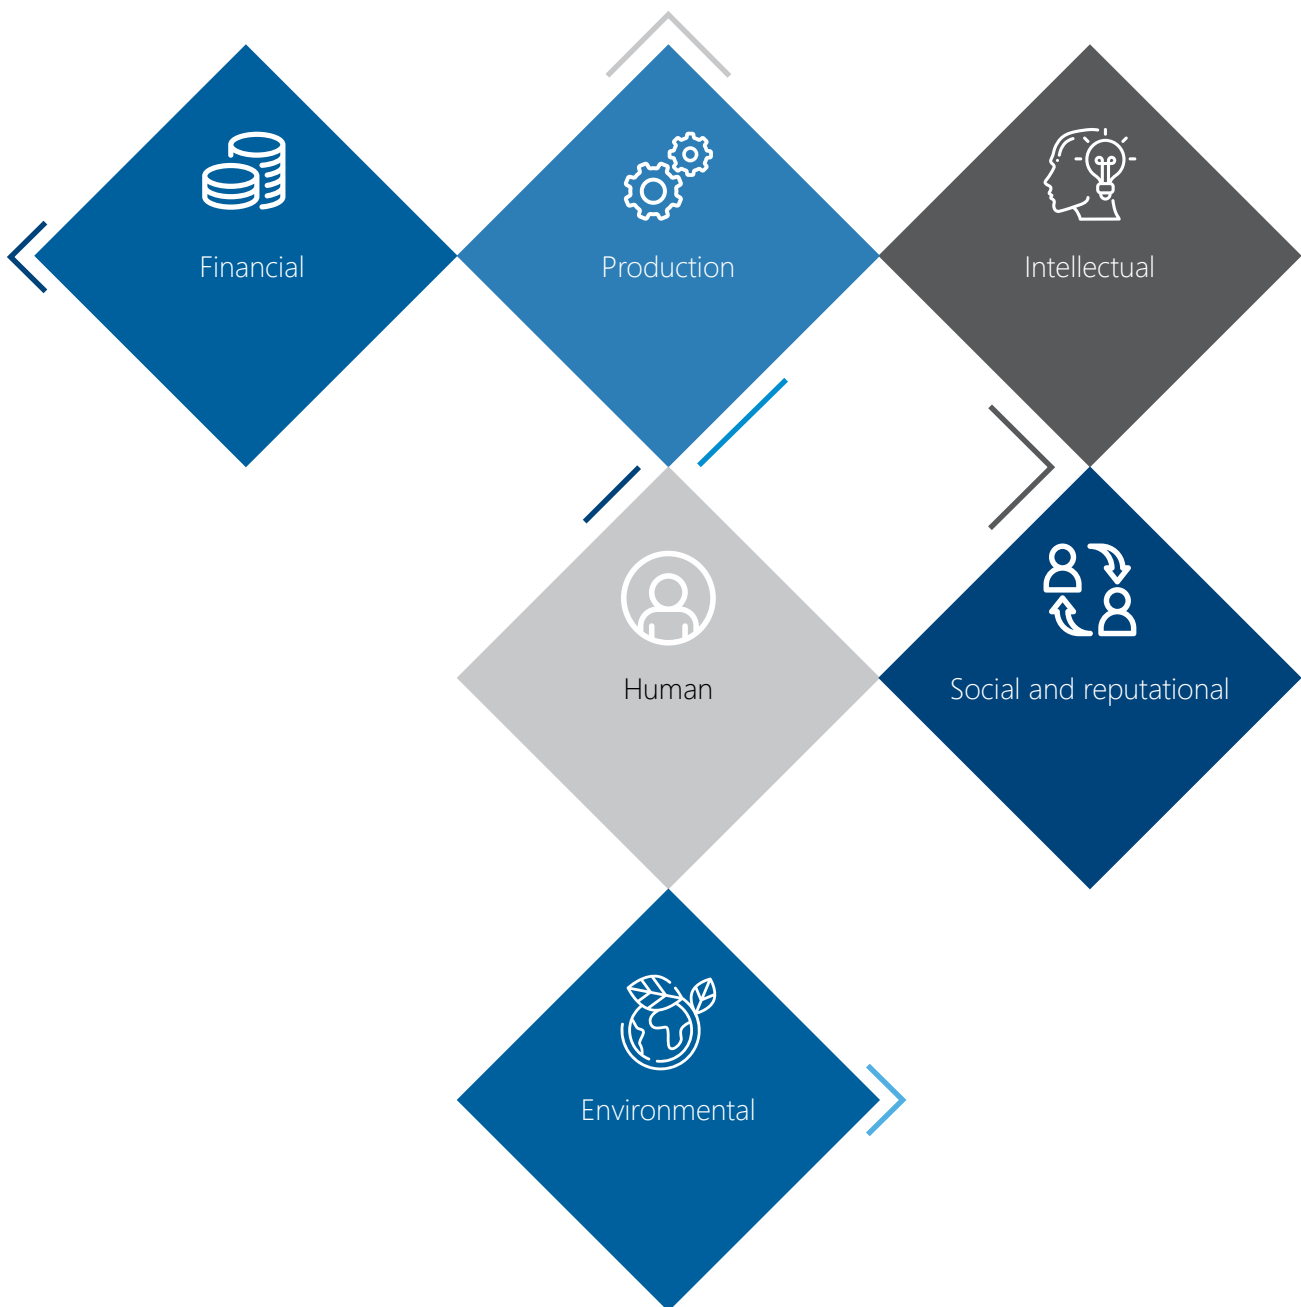 Financial
Production
Intellectual
Human
Social and reputational
Environmental